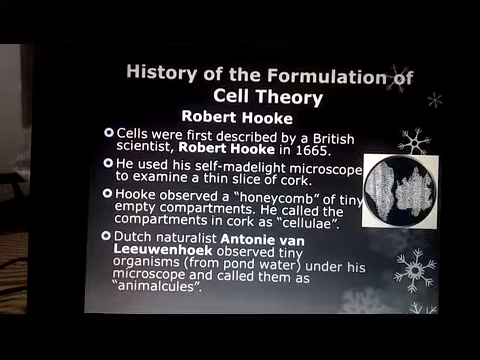 History of the Formulation of
Cell Theory
Robert Hooke
Cells were first described by a British
scientist, Robert Hooke in 1665.
He used his self-madelight microscope
to examine a thin slice of cork.
Hooke observed a “honeycomb” of tiny
empty compartments. He called the
compartments in cork as “cellulae”.
Dutch naturalist Antonie van
Leeuwenhoek observed tiny
organisms (from pond water) under his
microscope and called them as
“animalcules”.